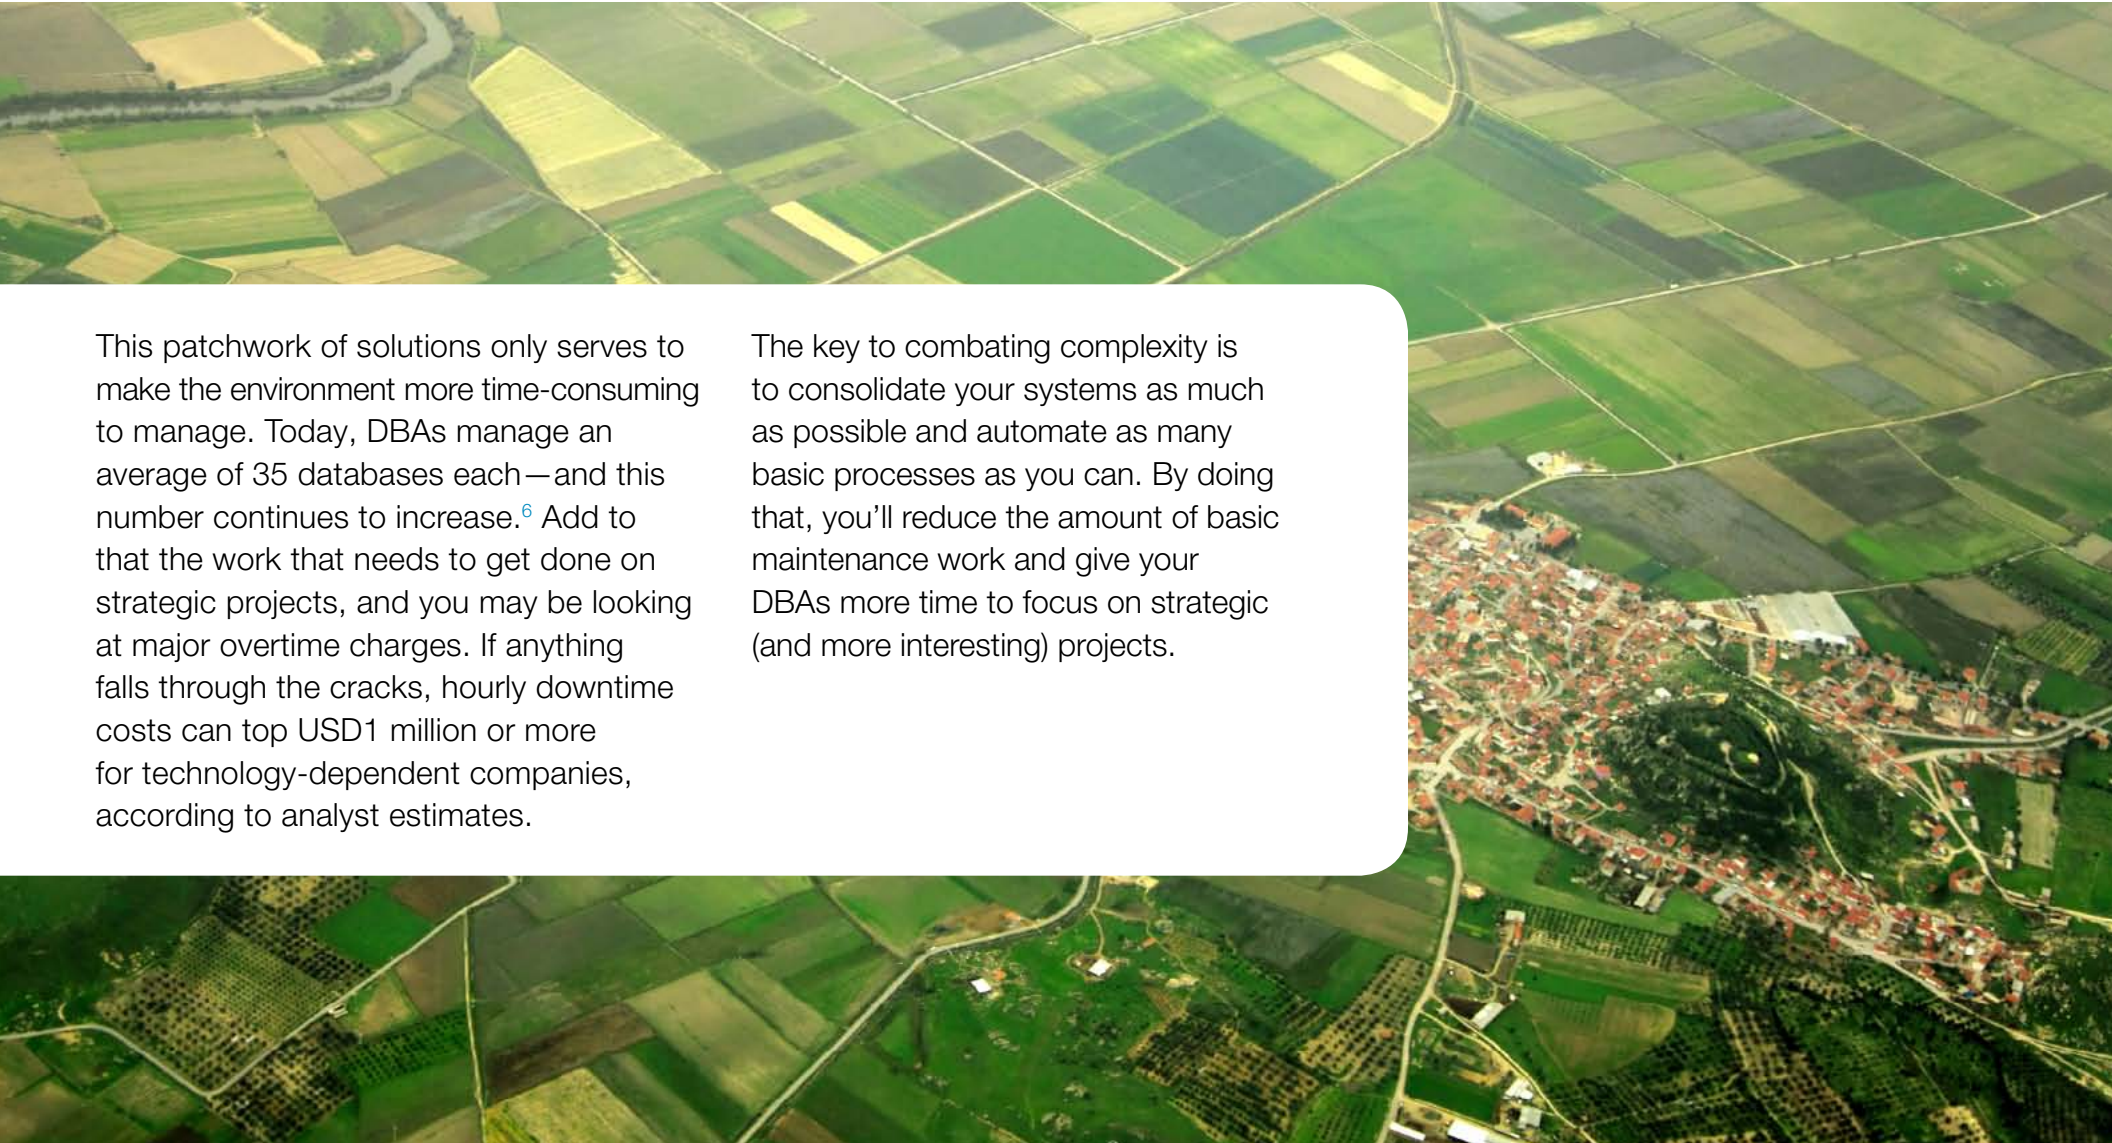 This patchwork of solutions only serves to
make the environment more time-consuming
to manage. Today, DBAs manage an
average of 35 databases each—and this
number continues to increase.6 Add to
that the work that needs to get done on
strategic projects, and you may be looking
at major overtime charges. If anything
falls through the cracks, hourly downtime
costs can top USD1 million or more
for technology-dependent companies,
according to analyst estimates.
The key to combating complexity is
to consolidate your systems as much
as possible and automate as many
basic processes as you can. By doing
that, you’ll reduce the amount of basic
maintenance work and give your
DBAs more time to focus on strategic
(and more interesting) projects.